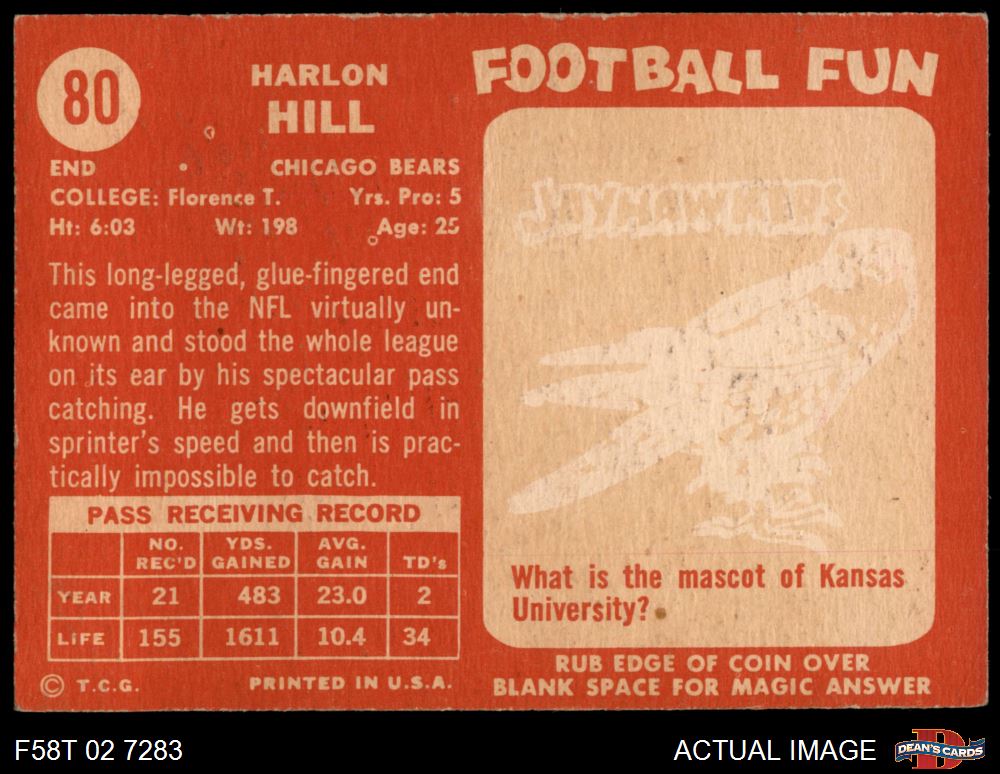 80
HARLON
HILL
END
CHICAGO BEARS
COLLEGE: Florence T. Yrs. Pro: 5
Ht: 6:03 Wt: 198 Age: 25
This long-legged, glue-fingered end
came into the NFL virtually un-
known and stood the whole league
on its ear by his spectacular pass
catching. He gets downfield in
sprinter's speed and then is prac-
tically impossible to catch.
PASS RECEIVING RECORD
NO. REC'D YDS. GAINED AVG. GAIN TD's
YEAR 21 483 23.0 2
LIFE 155 1611 10.4 34
© T.C.G. PRINTED IN U.S.A.
FOOTBALL FUN
JAYHAWKERS
What is the mascot of Kansas
University?
RUB EDGE OF COIN OVER
BLANK SPACE FOR MAGIC ANSWER
F58T 02 7283
ACTUAL IMAGE
D
DEAN'S CARDS